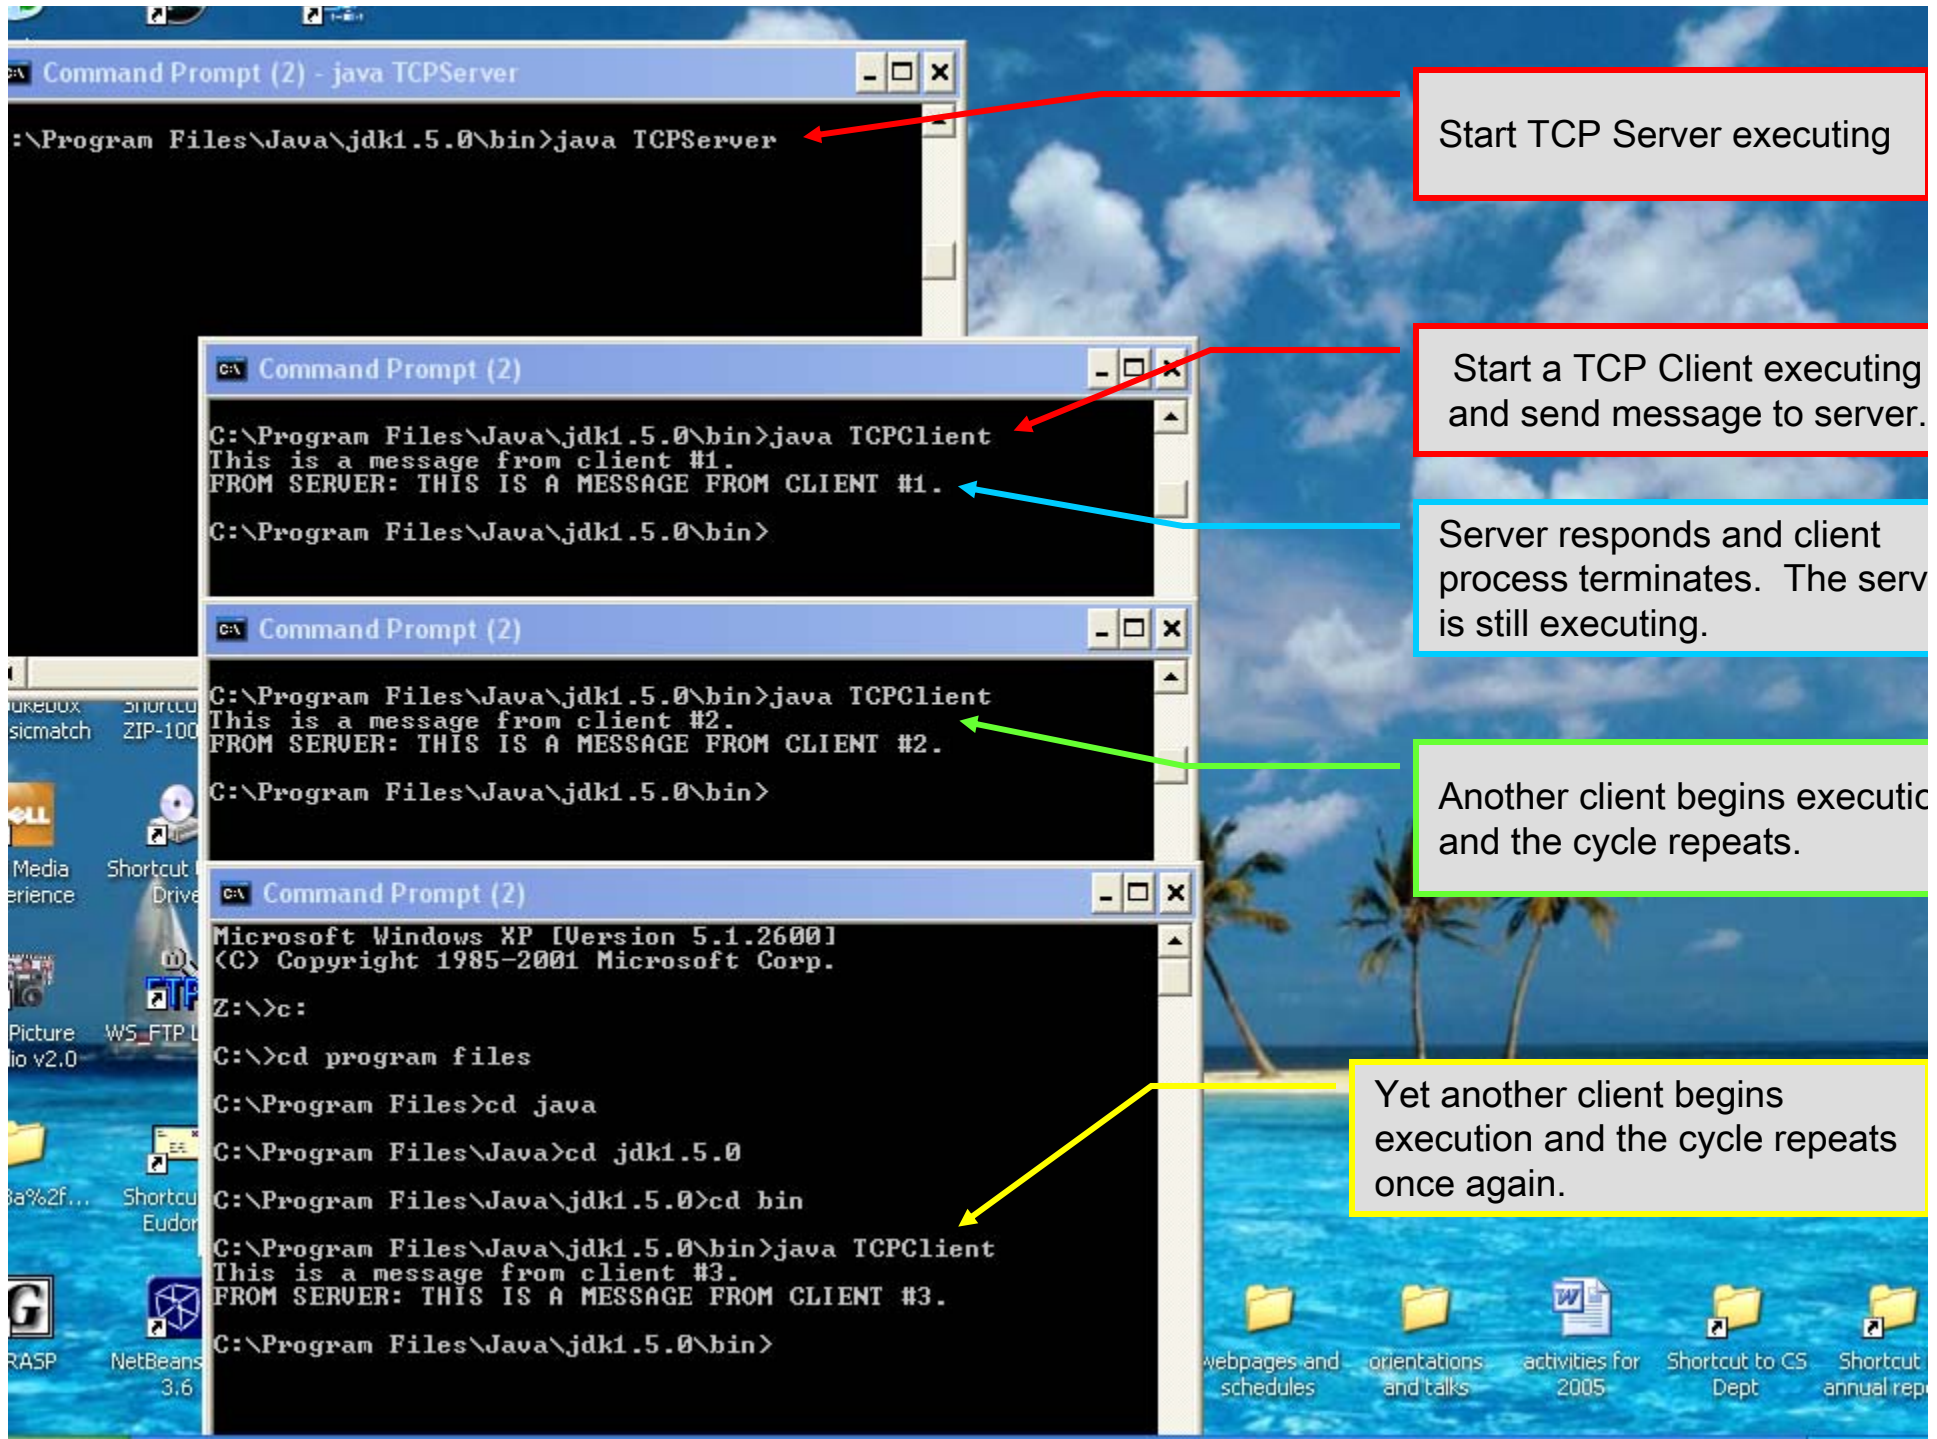 Command Prompt (2) - java TCPServer
:\Program Files\Java\jdk1.5.0\bin>java TCPServer
Start TCP Server executing
Command Prompt (2)
C:\Program Files\Java\jdk1.5.0\bin>java TCPClient
This is a message from client #1.
FROM SERVER: THIS IS A MESSAGE FROM CLIENT #1.
C:\Program Files\Java\jdk1.5.0\bin>
Start a TCP Client executing
and send message to server.
Server responds and client
process terminates.  The serv
is still executing.
Command Prompt (2)
C:\Program Files\Java\jdk1.5.0\bin>java TCPClient
This is a message from client #2.
FROM SERVER: THIS IS A MESSAGE FROM CLIENT #2.
C:\Program Files\Java\jdk1.5.0\bin>
Another client begins executio
and the cycle repeats.
Command Prompt (2)
Microsoft Windows XP [Version 5.1.2600]
(C) Copyright 1985-2001 Microsoft Corp.
Z:\>c:
C:\>cd program files
C:\Program Files>cd java
C:\Program Files\Java>cd jdk1.5.0
C:\Program Files\Java\jdk1.5.0>cd bin
C:\Program Files\Java\jdk1.5.0\bin>java TCPClient
This is a message from client #3.
FROM SERVER: THIS IS A MESSAGE FROM CLIENT #3.
C:\Program Files\Java\jdk1.5.0\bin>
Yet another client begins
execution and the cycle repeats
once again.
sicmatch
ZIP-100
Media
erience
Shortcut
Drive
Picture
io v2.0
WS_FTP L
a%2f...
Shortcu
Eudor
RASP
NetBeans
3.6
webpages and
schedules
orientations
and talks
activities for
2005
Shortcut to CS
Dept
Shortcut
annual rep